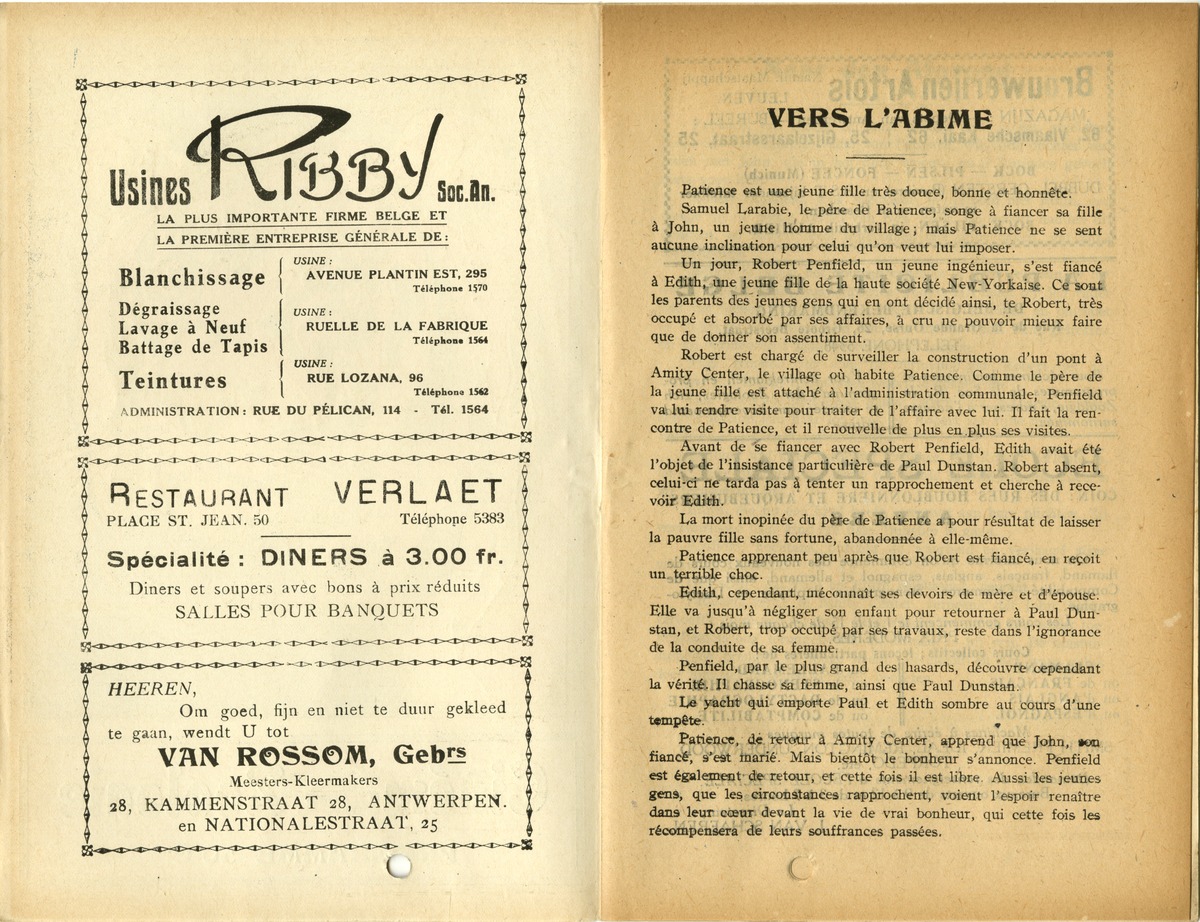 Usines RIBBY Soc.An.
LA PLUS IMPORTANTE FIRME BELGE ET
LA PREMIÈRE ENTREPRISE GÉNÉRALE DE :
Blanchissage
USINE :
AVENUE PLANTIN EST, 295
Téléphone 1570
Dégraissage
Lavage à Neuf
Battage de Tapis
USINE :
RUELLE DE LA FABRIQUE
Téléphone 1564
Teintures
USINE :
RUE LOZANA, 96
Téléphone 1562
ADMINISTRATION : RUE DU PÉLICAN, 114 - Tél. 1564
RESTAURANT VERLAET
PLACE ST. JEAN. 50 Téléphone 5383
Spécialité : DINERS à 3.00 fr.
Diners et soupers avec bons à prix réduits
SALLES POUR BANQUETS
HEEREN,
Om goed, fijn en niet te duur gekleed
te gaan, wendt U tot
VAN ROSSOM, Gebrs
Meesters-Kleermakers
28, KAMMENSTRAAT 28, ANTWERPEN.
en NATIONALESTRAAT, 25
VERS L'ABIME
Patience est une jeune fille très douce, bonne et honnête.
Samuel Larabie, le père de Patience, songe à fiancer sa fille
à John, un jeune homme du village ; mais Patience ne se sent
aucune inclination pour celui qu'on veut lui imposer.
Un jour, Robert Penfield, un jeune ingénieur, s'est fiancé
à Edith, une jeune fille de la haute société New-Yorkaise. Ce sont
les parents des jeunes gens qui en ont décidé ainsi, te Robert, très
occupé et absorbé par ses affaires, à cru ne pouvoir mieux faire
que de donner son assentiment.
Robert est chargé de surveiller la construction d'un pont à
Amity Center, le village où habite Patience. Comme le père de
la jeune fille est attaché à l'administration communale, Penfield
va lui rendre visite pour traiter de l'affaire avec lui. Il fait la ren-
contre de Patience, et il renouvelle de plus en plus ses visites.
Avant de se fiancer avec Robert Penfield, Edith avait été
l'objet de l'insistance particulière de Paul Dunstan. Robert absent,
celui-ci ne tarda pas à tenter un rapprochement et cherche à rece-
voir Edith.
La mort inopinée du père de Patience a pour résultat de laisser
la pauvre fille sans fortune, abandonnée à elle-même.
Patience apprenant peu après que Robert est fiancé, en reçoit
un terrible choc.
Edith, cependant, méconnaît ses devoirs de mère et d'épouse.
Elle va jusqu'à négliger son enfant pour retourner à Paul Dun-
stan, et Robert, trop occupé par ses travaux, reste dans l'ignorance
de la conduite de sa femme.
Penfield, par le plus grand des hasards, découvre cependant
la vérité. Il chasse sa femme, ainsi que Paul Dunstan.
Le yacht qui emporte Paul et Edith sombre au cours d'une
tempête.
Patience, de retour à Amity Center, apprend que John, son
fiancé, s'est marié. Mais bientôt le bonheur s'annonce. Penfield
est également de retour, et cette fois il est libre. Aussi les jeunes
gens, que les circonstances rapprochent, voient l'espoir renaître
dans leur cœur devant la vie de vrai bonheur, qui cette fois les
récompensera de leurs souffrances passées.